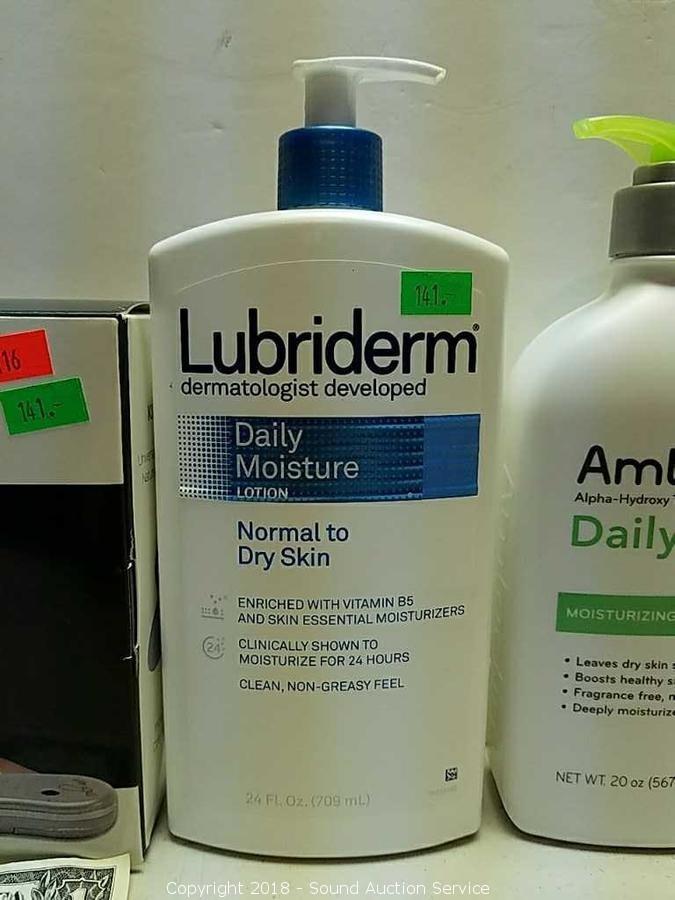 141.-
Lubriderm®
dermatologist developed
Daily
Moisture
LOTION
Normal to
Dry Skin
ENRICHED WITH VITAMIN B5
AND SKIN ESSENTIAL MOISTURIZERS
24
CLINICALLY SHOWN TO
MOISTURIZE FOR 24 HOURS
CLEAN, NON-GREASY FEEL
24 FL. Oz. (709 mL)
16
141.-
Alpha-Hydroxy
Daily
MOISTURIZING
• Leaves dry skin
• Boosts healthy
• Fragrance free,
• Deeply
NET WT. 20 oz (567
Copyright 2018 - Sound Auction Service